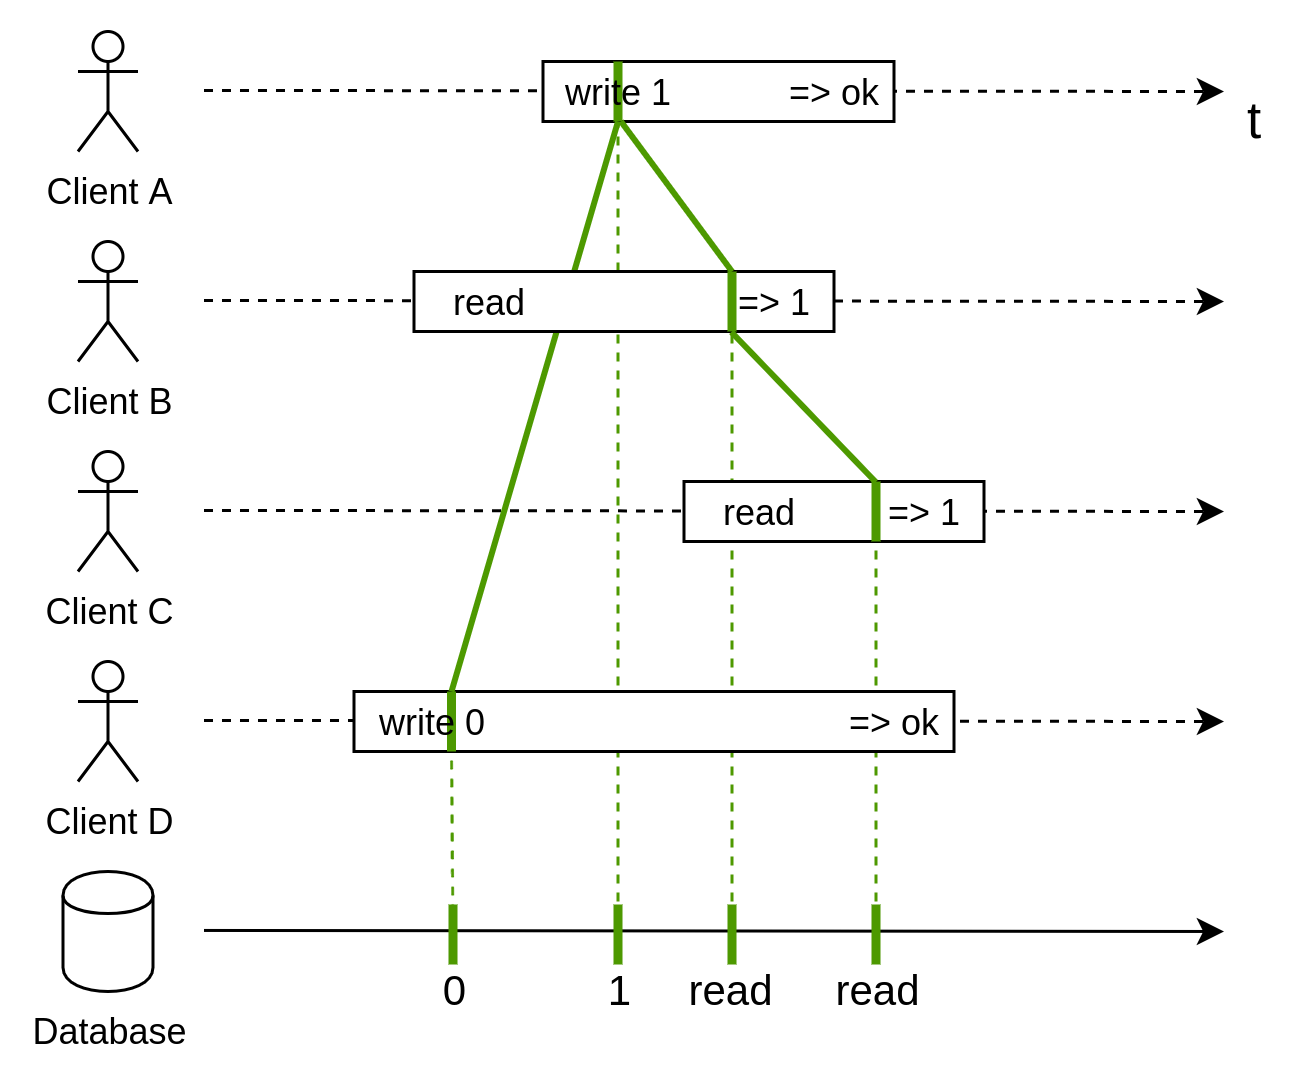 write 1 => ok
t
Client A
read => 1
Client B
read => 1
Client C
write 0 => ok
Client D
0 1 read read
Database